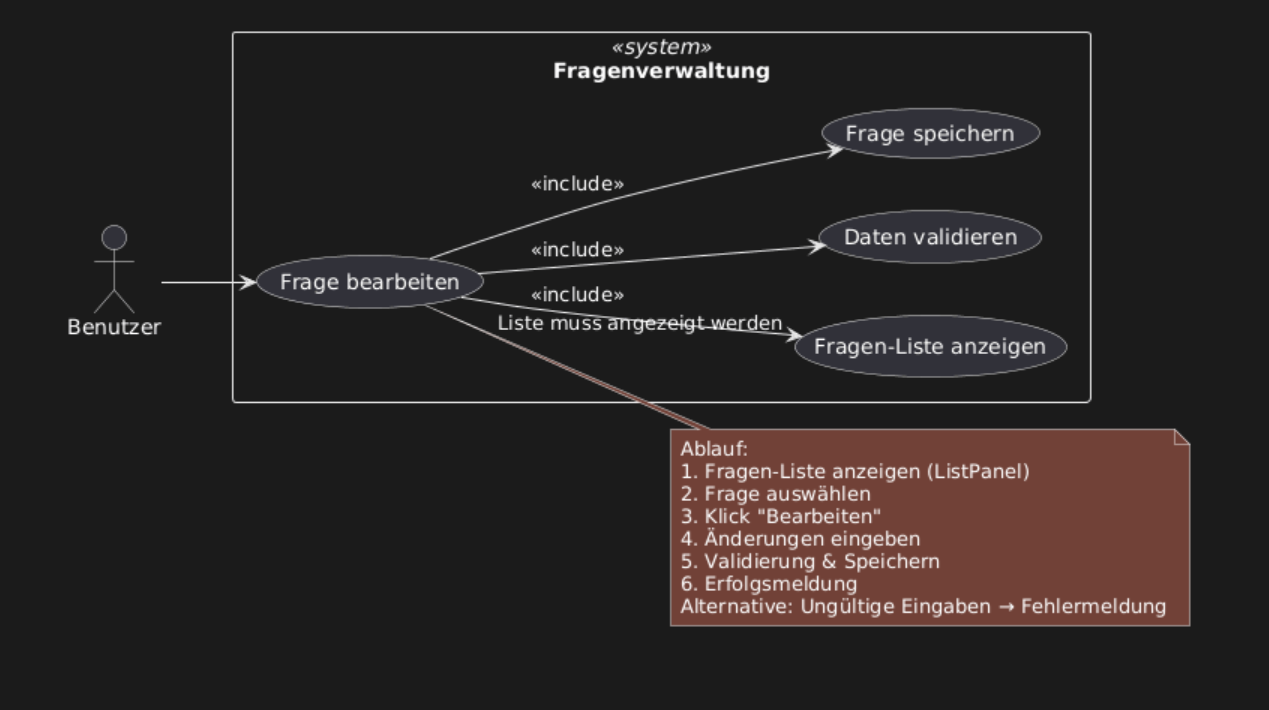 «system»
Fragenverwaltung
Frage speichern
«include»
Daten validieren
«include»
Frage bearbeiten
«include»
Liste muss angezeigt werden
Benutzer
Fragen-Liste anzeigen
Ablauf:
1. Fragen-Liste anzeigen (ListPanel)
2. Frage auswählen
3. Klick "Bearbeiten"
4. Änderungen eingeben
5. Validierung & Speichern
6. Erfolgsmeldung
Alternative: Ungültige Eingaben → Fehlermeldung